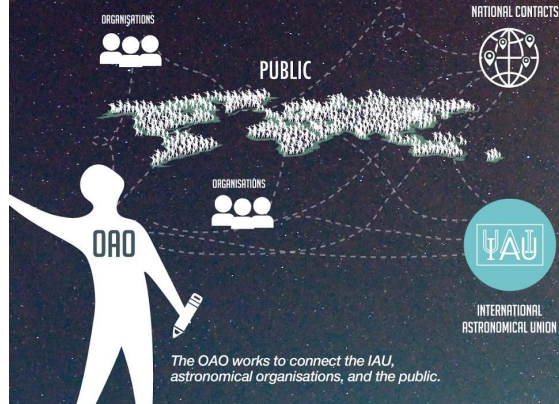 ORGANISATIONS
NATIONAL CONTACTS
PUBLIC
ORGANISATIONS
OAO
IAU
INTERNATIONAL
ASTRONOMICAL UNION
The OAO works to connect the IAU,
astronomical organisations, and the public.